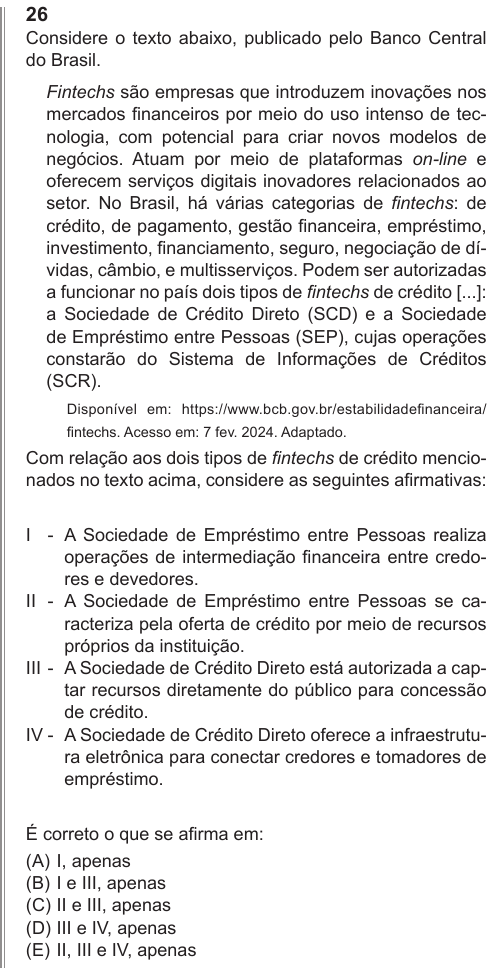 26
Considere o texto abaixo, publicado pelo Banco Central
do Brasil.
Fintechs são empresas que introduzem inovações nos
mercados financeiros por meio do uso intenso de tec-
nologia, com potencial para criar novos modelos de
negócios. Atuam por meio de plataformas on-line e
oferecem serviços digitais inovadores relacionados ao
setor. No Brasil, há várias categorias de fintechs: de
crédito, de pagamento, gestão financeira, empréstimo,
investimento, financiamento, seguro, negociação de dí-
vidas, câmbio, e multisserviços. Podem ser autorizadas
a funcionar no país dois tipos de fintechs de crédito [...]:
a Sociedade de Crédito Direto (SCD) e a Sociedade
de Empréstimo entre Pessoas (SEP), cujas operações
constarão do Sistema de Informações de Créditos
(SCR).
Disponível em: https://www.bcb.gov.br/estabilidadefinanceira/
fintechs. Acesso em: 7 fev. 2024. Adaptado.
Com relação aos dois tipos de fintechs de crédito mencio-
nados no texto acima, considere as seguintes afirmativas:
I - A Sociedade de Empréstimo entre Pessoas realiza
operações de intermediação financeira entre credo-
res e devedores.
II - A Sociedade de Empréstimo entre Pessoas se ca-
racteriza pela oferta de crédito por meio de recursos
próprios da instituição.
III - A Sociedade de Crédito Direto está autorizada a cap-
tar recursos diretamente do público para concessão
de crédito.
IV - A Sociedade de Crédito Direto oferece a infraestrutu-
ra eletrônica para conectar credores e tomadores de
empréstimo.
É correto o que se afirma em:
(A) I, apenas
(B) I e III, apenas
(C) II e III, apenas
(D) III e IV, apenas
(E) II, III e IV, apenas